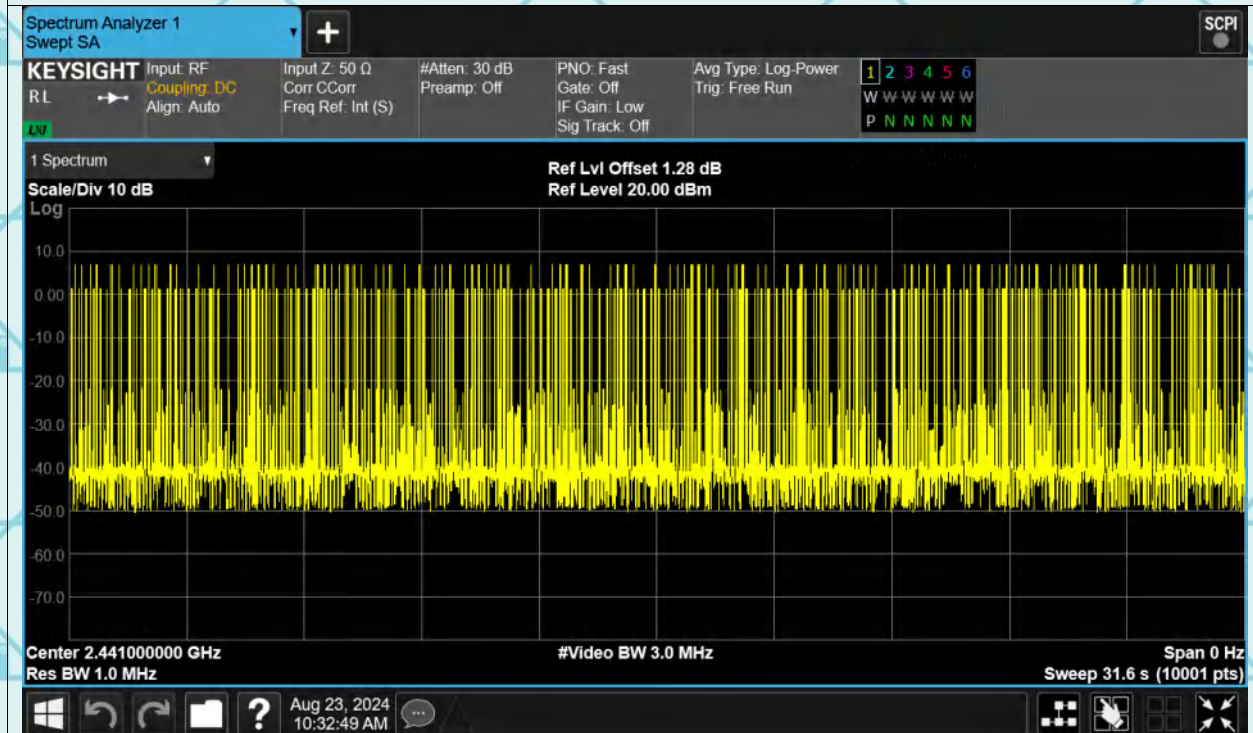 Spectrum Analyzer 1
Swept SA
+
SCPI
KEYSIGHT
RL
LXI
Input: RF
Coupling: DC
Align: Auto
Input Z: 50 Ω
Corr CCorr
Freq Ref: Int (S)
#Atten: 30 dB
Preamp: Off
PNO: Fast
Gate: Off
IF Gain: Low
Sig Track: Off
Avg Type: Log-Power
Trig: Free Run
1 2 3 4 5 6
W W W W W W
P N N N N N
1 Spectrum
Scale/Div 10 dB
Ref Lvl Offset 1.28 dB
Ref Level 20.00 dBm
Log
10.0
0.00
-10.0
-20.0
-30.0
-40.0
-50.0
-60.0
-70.0
Center 2.441000000 GHz
Res BW 1.0 MHz
#Video BW 3.0 MHz
Span 0 Hz
Sweep 31.6 s (10001 pts)
?
Aug 23, 2024
10:32:49 AM